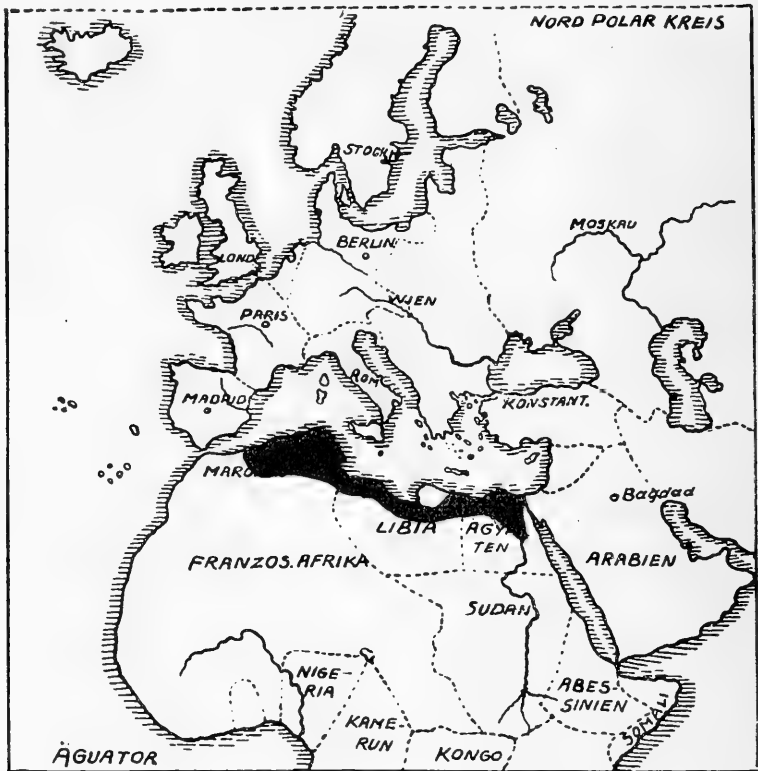 NORD POLAR KREIS
STOCKH
MOSKAU
BERLIN
LOND
WIEN
PARIS
ROM
MADRID
KONSTANT.
MARO
Bagdad
LIBIA
ÄGYP
TEN
FRANZOS. AFRIKA
ARABIEN
SUDAN
NIGE-
RIA
ABES-
SINIEN
SOMALI
KAME
RUN
KONGO
ÄGUATOR